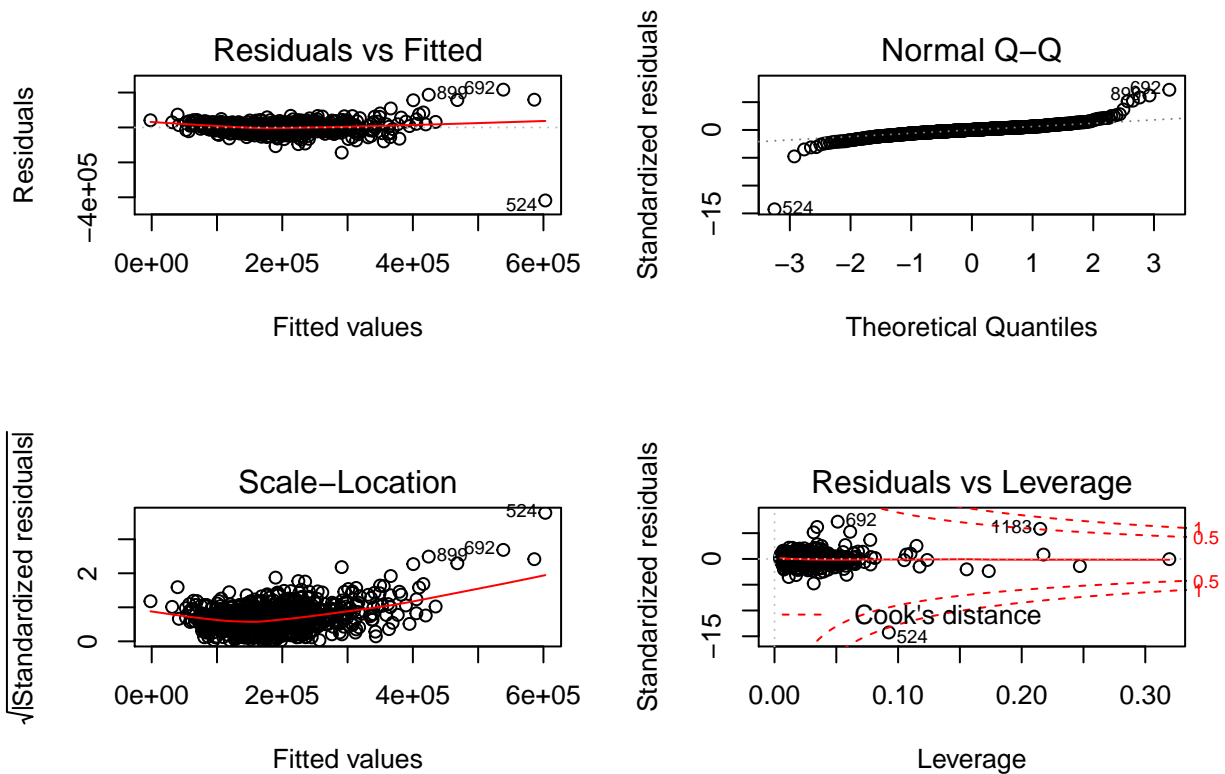 Residuals vs Fitted
Residuals
−4e+05
899
692
524
0e+00 2e+05 4e+05 6e+05
Fitted values
Normal Q−Q
Standardized residuals
0
−15
692
899
524
−3 −2 −1 0 1 2 3
Theoretical Quantiles
Scale−Location
√|Standardized residuals|
2
0
524
899
692
0e+00 2e+05 4e+05 6e+05
Fitted values
Residuals vs Leverage
Standardized residuals
0
−15
692
1183
1
0.5
0.5
1
Cook's distance
524
0.00 0.10 0.20 0.30
Leverage